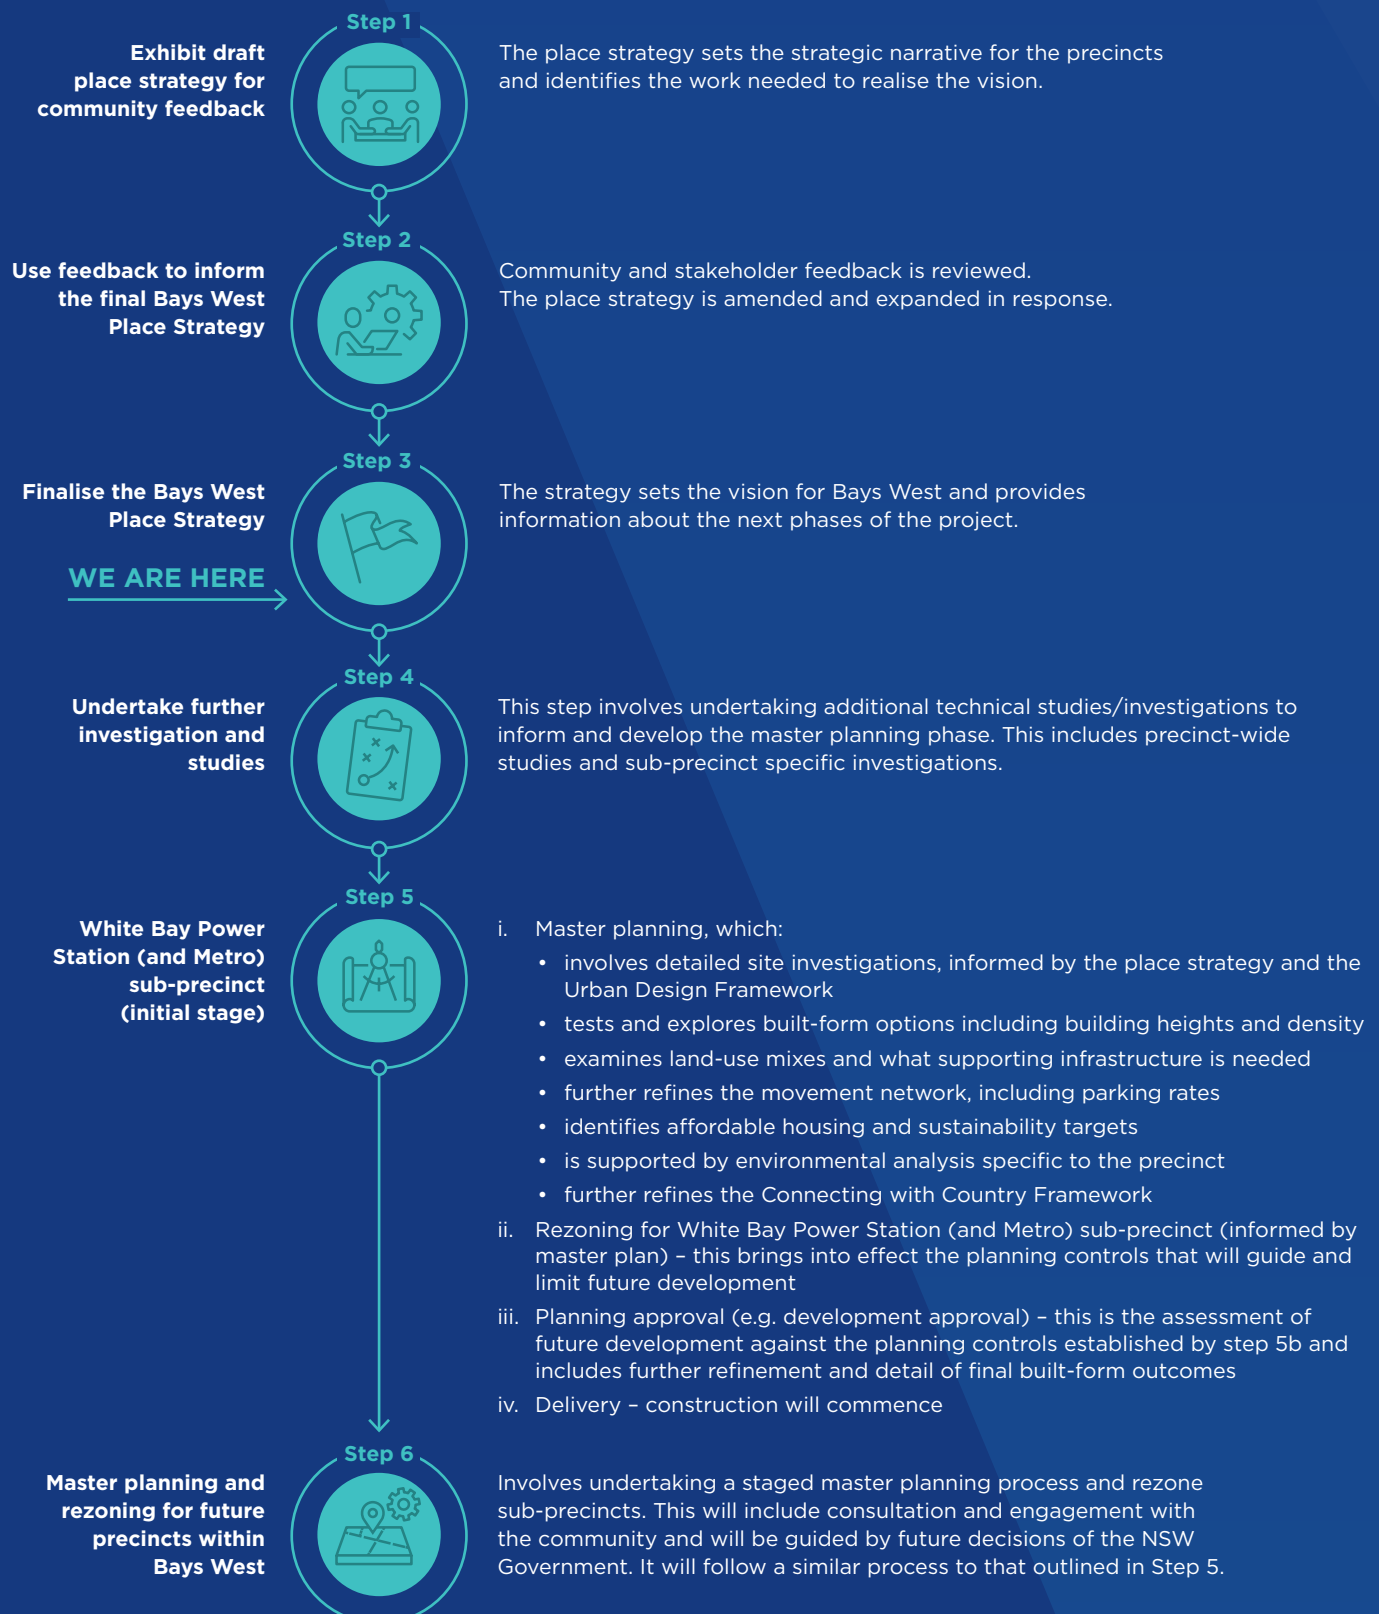 Step 1
Exhibit draft
place strategy for
community feedback
The place strategy sets the strategic narrative for the precincts
and identifies the work needed to realise the vision.
Step 2
Use feedback to inform
the final Bays West
Place Strategy
Community and stakeholder feedback is reviewed.
The place strategy is amended and expanded in response.
Step 3
Finalise the Bays West
Place Strategy
The strategy sets the vision for Bays West and provides
information about the next phases of the project.
WE ARE HERE
Step 4
Undertake further
investigation and
studies
This step involves undertaking additional technical studies/investigations to
inform and develop the master planning phase. This includes precinct-wide
studies and sub-precinct specific investigations.
Step 5
White Bay Power
Station (and Metro)
sub-precinct
(initial stage)
i. Master planning, which:
• involves detailed site investigations, informed by the place strategy and the
Urban Design Framework
• tests and explores built-form options including building heights and density
• examines land-use mixes and what supporting infrastructure is needed
• further refines the movement network, including parking rates
• identifies affordable housing and sustainability targets
• is supported by environmental analysis specific to the precinct
• further refines the Connecting with Country Framework
ii. Rezoning for White Bay Power Station (and Metro) sub-precinct (informed by
master plan) – this brings into effect the planning controls that will guide and
limit future development
iii. Planning approval (e.g. development approval) – this is the assessment of
future development against the planning controls established by step 5b and
includes further refinement and detail of final built-form outcomes
iv. Delivery – construction will commence
Step 6
Master planning and
rezoning for future
precincts within
Bays West
Involves undertaking a staged master planning process and rezone
sub-precincts. This will include consultation and engagement with
the community and will be guided by future decisions of the NSW
Government. It will follow a similar process to that outlined in Step 5.